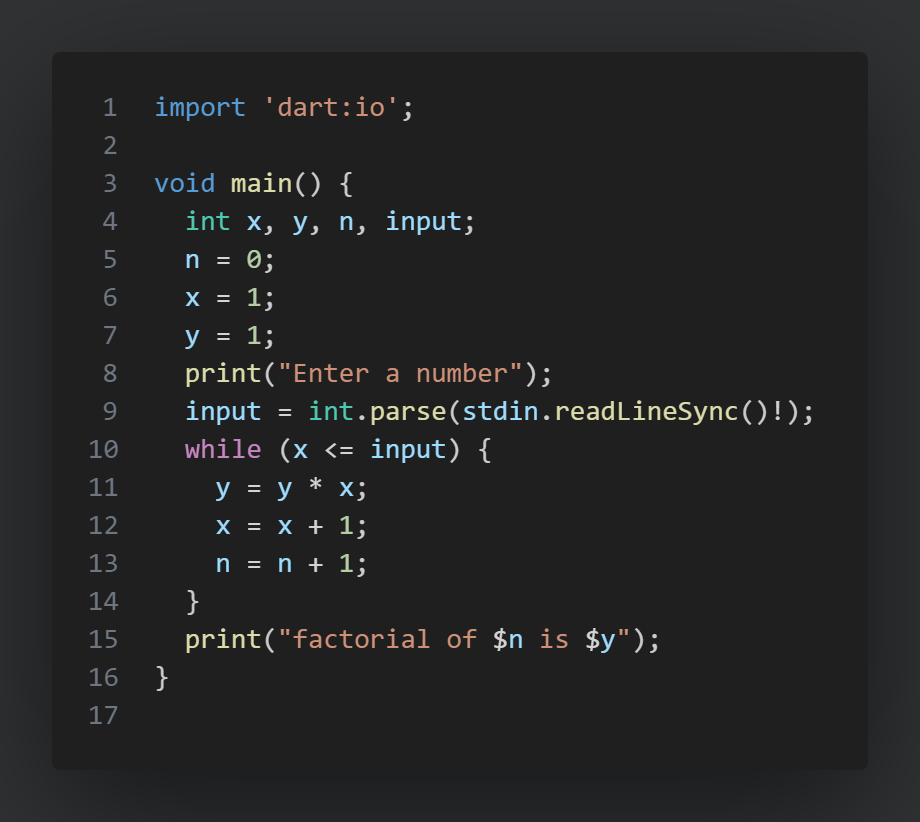 1 import 'dart:io';
2
3 void main() {
4   int x, y, n, input;
5   n = 0;
6   x = 1;
7   y = 1;
8   print("Enter a number");
9   input = int.parse(stdin.readLineSync()!);
10   while (x <= input) {
11     y = y * x;
12     x = x + 1;
13     n = n + 1;
14   }
15   print("factorial of $n is $y");
16 }
17